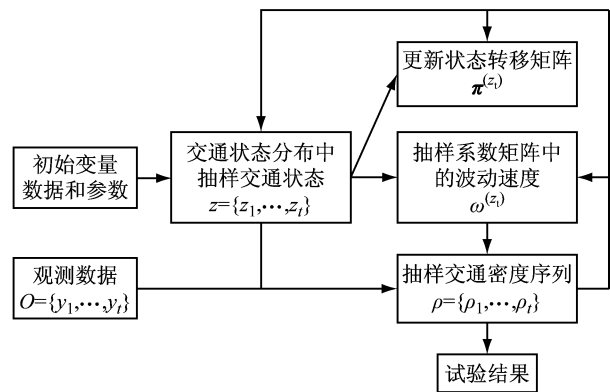 更新状态转移矩阵
π^(z_t)
初始变量
数据和参数
交通状态分布中
抽样交通状态
z={z_1,…,z_t}
抽样系数矩阵中
的波动速度
ω^(z_t)
观测数据
O={y_1,…,y_t}
抽样交通密度序列
ρ={ρ_1,…,ρ_t}
试验结果